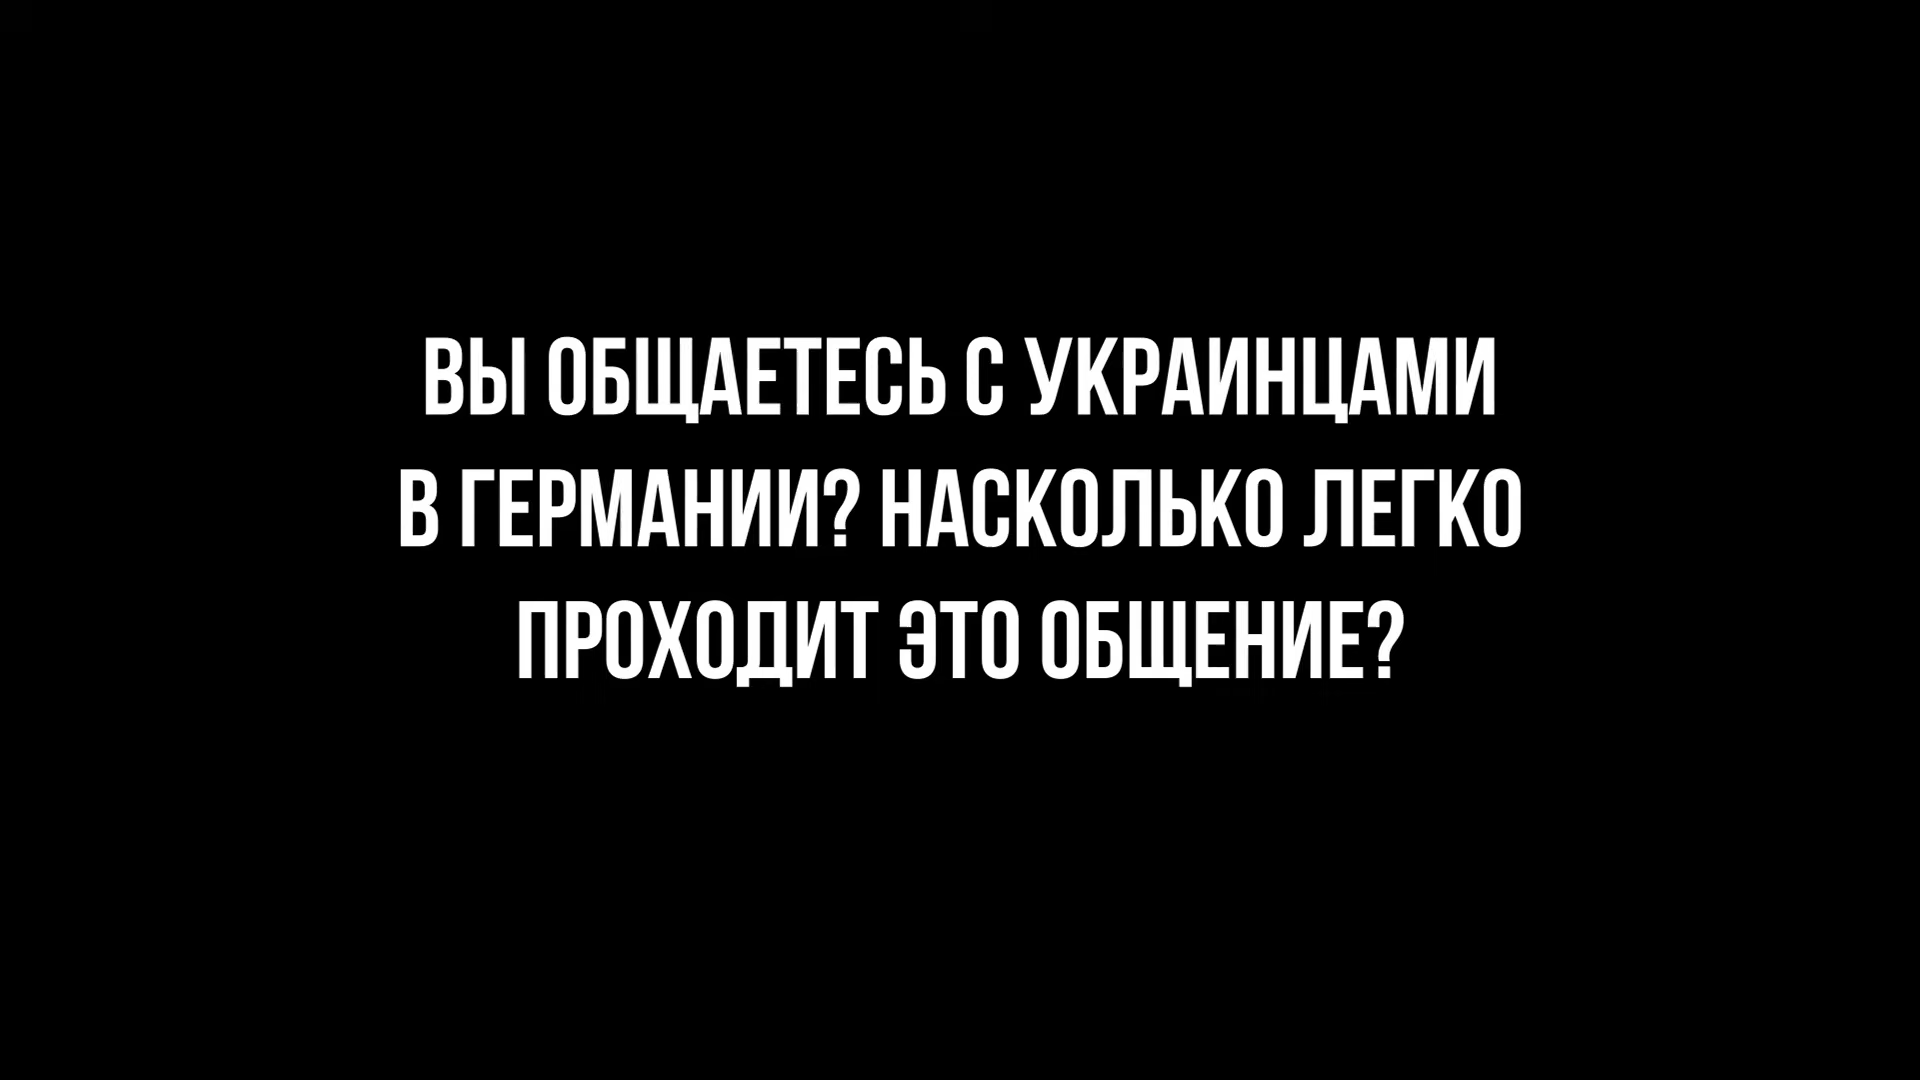 ВЫ ОБЩАЕТЕСЬ С УКРАИНЦАМИ
В ГЕРМАНИИ? НАСКОЛЬКО ЛЕГКО
ПРОХОДИТ ЭТО ОБЩЕНИЕ?